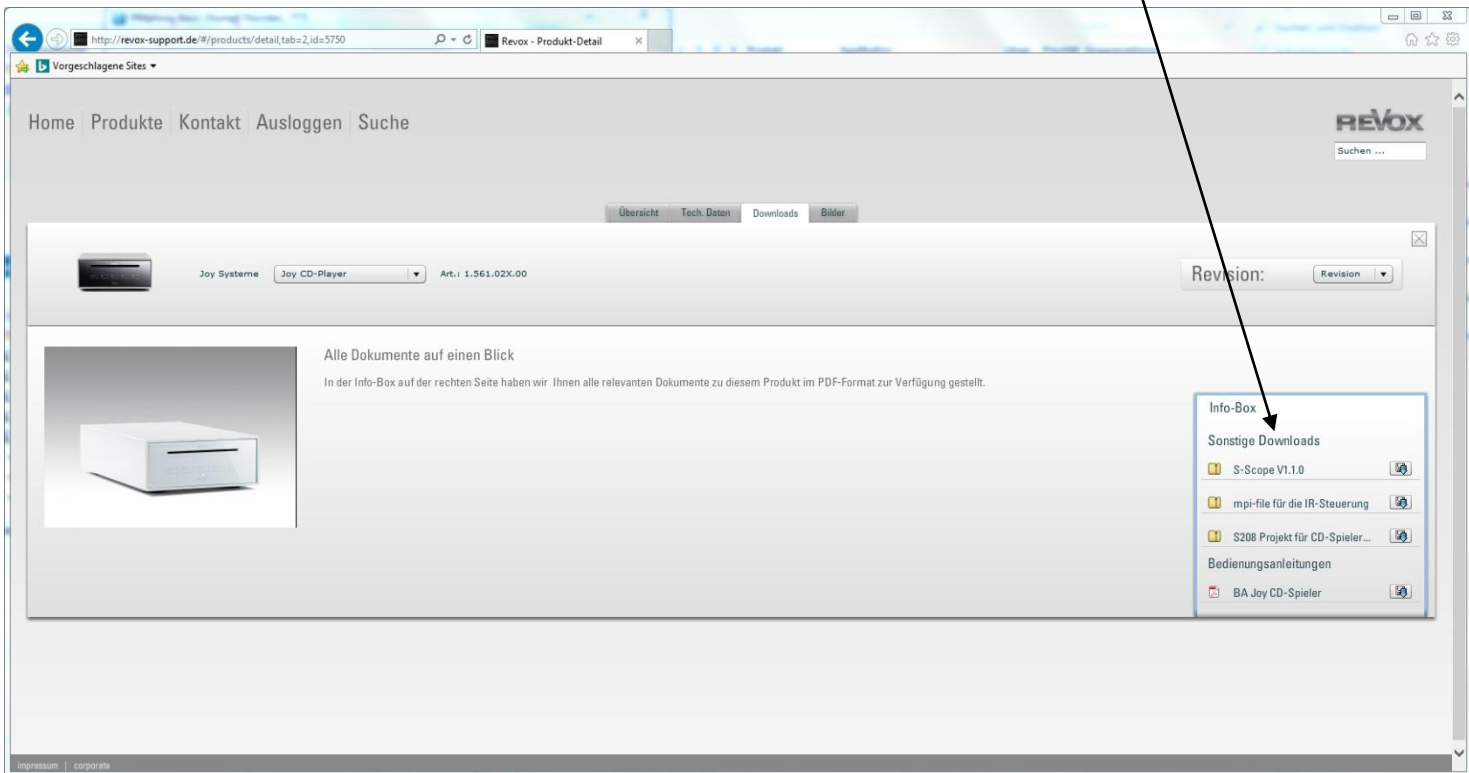 http://revox-support.de/#/products/detail,tab=2,id=5750
Revox - Produkt-Detail
Vorgeschlagene Sites
Home Produkte Kontakt Ausloggen Suche
REVOX
Suchen ...
Übersicht Tech. Daten Downloads Bilder
Joy Systeme Joy CD-Player Art.: 1.561.02X.00
Revision: Revision
Alle Dokumente auf einen Blick
In der Info-Box auf der rechten Seite haben wir Ihnen alle relevanten Dokumente zu diesem Produkt im PDF-Format zur Verfügung gestellt.
Info-Box
Sonstige Downloads
S-Scope V1.1.0
mpi-file für die IR-Steuerung
S208 Projekt für CD-Spieler...
Bedienungsanleitungen
BA Joy CD-Spieler
impressum | corporate